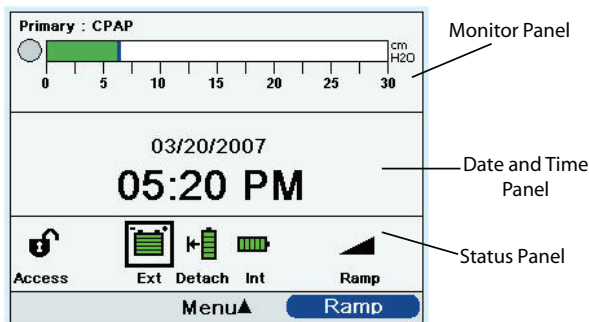 Primary : CPAP
cm
H2O
0 5 10 15 20 25 30
Monitor Panel
03/20/2007
05:20 PM
Date and Time
Panel
Access Ext Detach Int Ramp
Status Panel
Menu▲ Ramp